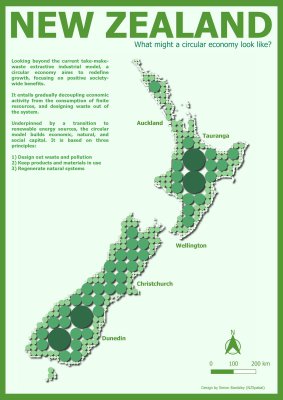 NEW ZEALAND
What might a circular economy look like?
Looking beyond the current take-make-
waste extractive industrial model, a
circular economy aims to redefine
growth, focusing on positive society-
wide benefits.
It entails gradually decoupling economic
activity from the consumption of finite
resources, and designing waste out of
the system.
Underpinned by a transition to
renewable energy sources, the circular
model builds economic, natural, and
social capital. It is based on three
principles:
1) Design out waste and pollution
2) Keep products and materials in use
3) Regenerate natural systems
Auckland
Tauranga
Wellington
Christchurch
Dunedin
N
0 100 200 km
Design by